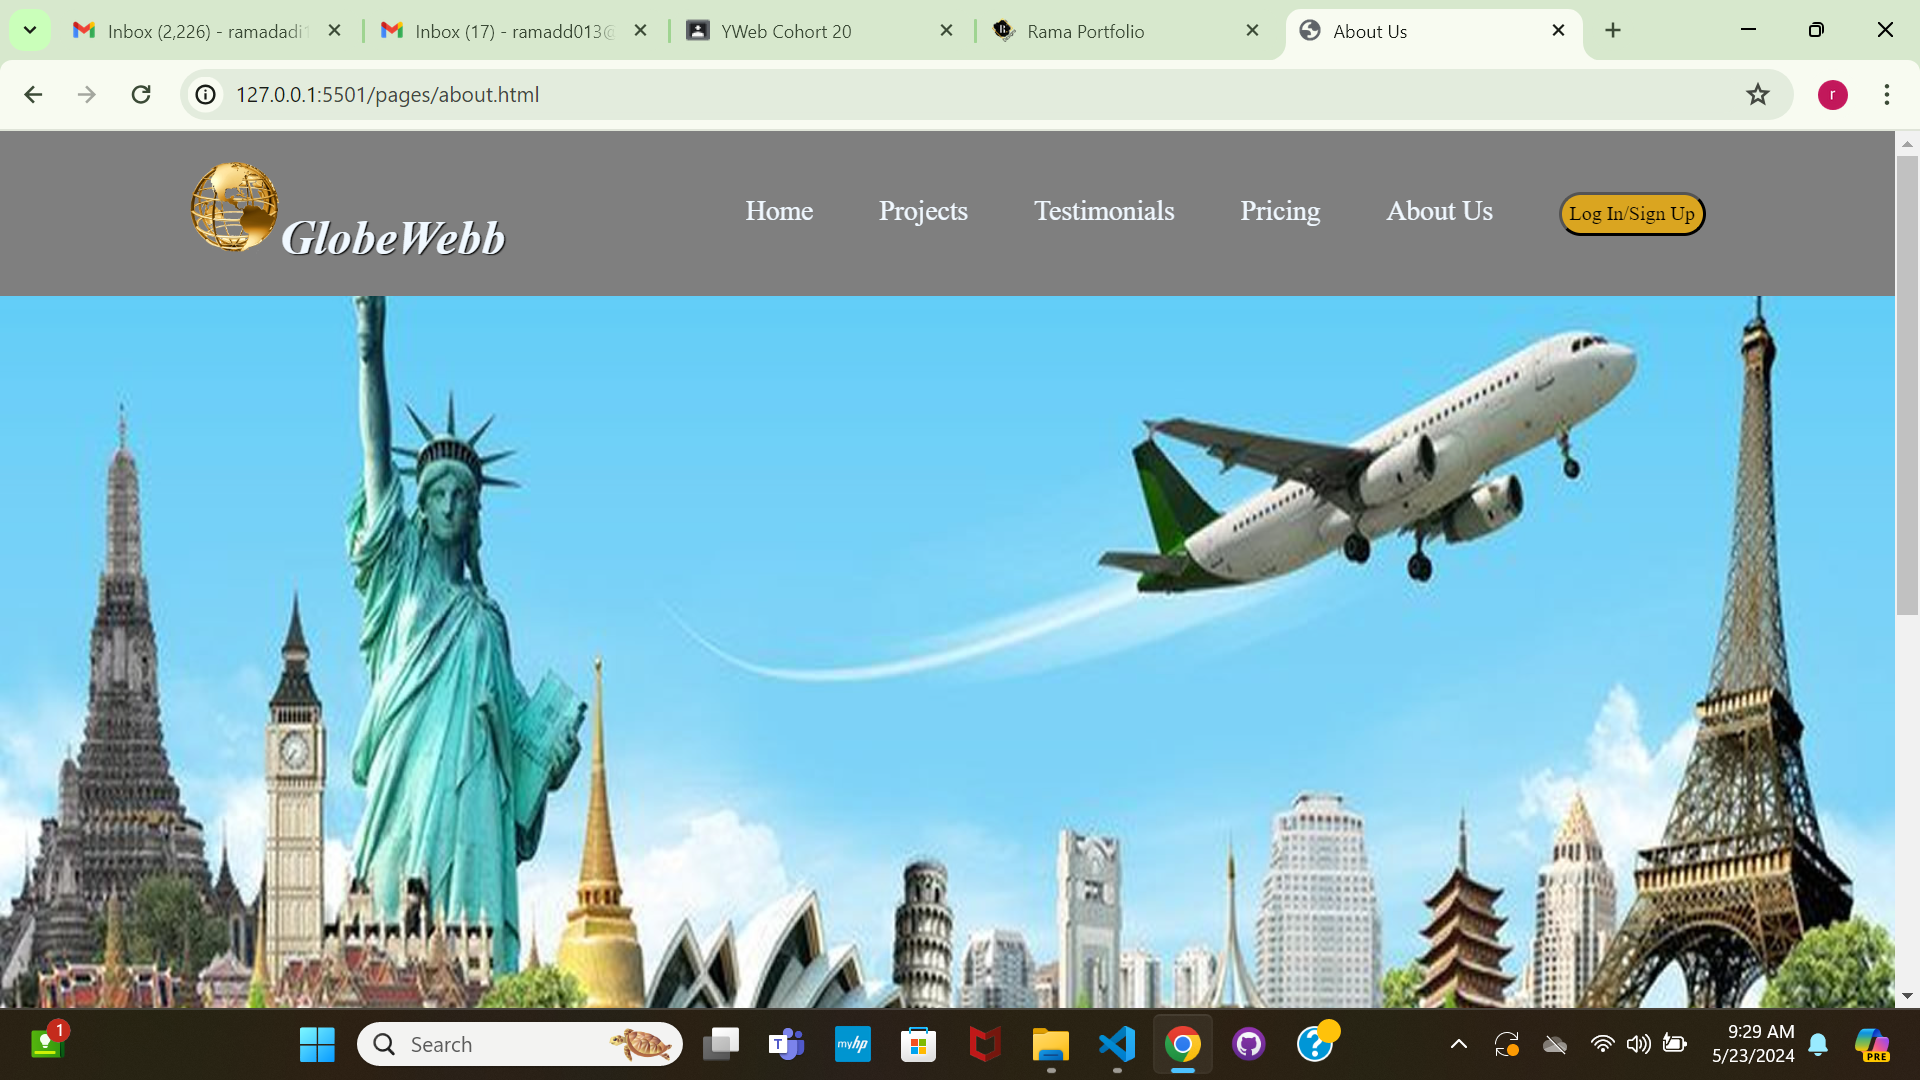 Inbox (2,226) - ramadadi
Inbox (17) - ramadd013@
YWeb Cohort 20
Rama Portfolio
About Us
127.0.0.1:5501/pages/about.html
r
GlobeWebb
Home
Projects
Testimonials
Pricing
About Us
Log In/Sign Up
1
Search
T
myhp
?
9:29 AM
5/23/2024
PRE